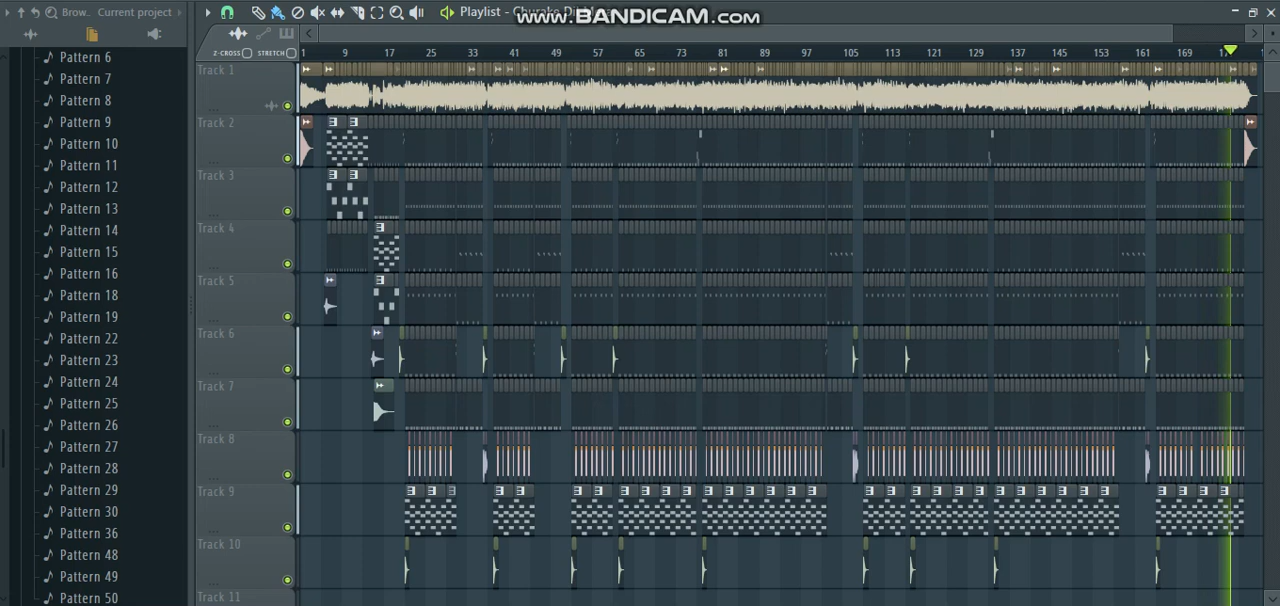 Brow.. Current project
Playlist -
www.BANDICAM.com
Z-CROSS
STRETCH
9 17 25 33 41 49 57 65 73 81 89 97 105 113 121 129 137 145 153 161 169
Track 1
Track 2
Track 3
Track 4
Track 5
Track 6
Track 7
Track 8
Track 9
Track 10
Track 11
Pattern 6
Pattern 7
Pattern 8
Pattern 9
Pattern 10
Pattern 11
Pattern 12
Pattern 13
Pattern 14
Pattern 15
Pattern 16
Pattern 18
Pattern 19
Pattern 22
Pattern 23
Pattern 24
Pattern 25
Pattern 26
Pattern 27
Pattern 28
Pattern 29
Pattern 30
Pattern 36
Pattern 48
Pattern 49
Pattern 50